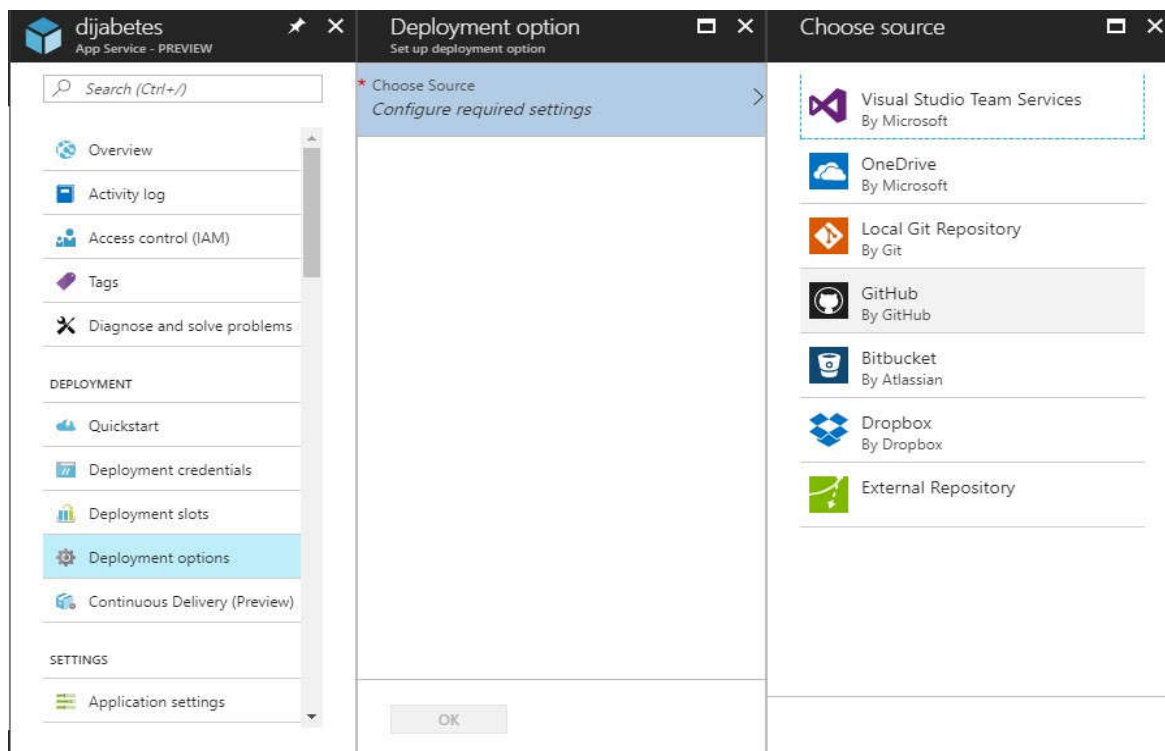 dijabetes
App Service - PREVIEW
Search (Ctrl+/)
Overview
Activity log
Access control (IAM)
Tags
Diagnose and solve problems
DEPLOYMENT
Quickstart
Deployment credentials
Deployment slots
Deployment options
Continuous Delivery (Preview)
SETTINGS
Application settings
Deployment option
Set up deployment option
* Choose Source
Configure required settings
OK
Choose source
Visual Studio Team Services
By Microsoft
OneDrive
By Microsoft
Local Git Repository
By Git
GitHub
By GitHub
Bitbucket
By Atlassian
Dropbox
By Dropbox
External Repository